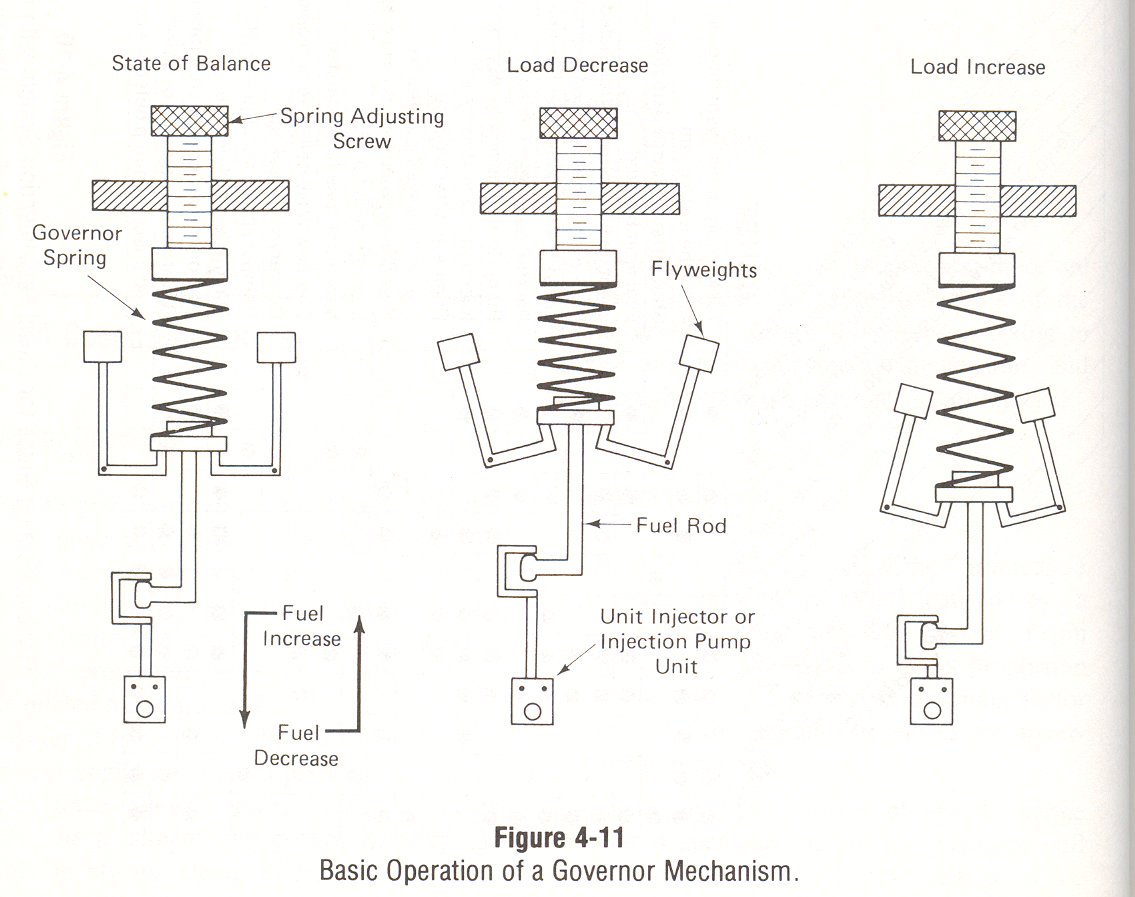 State of Balance
Load Decrease
Load Increase
Spring Adjusting
Screw
Governor
Spring
Flyweights
Fuel Rod
Fuel
Increase
Unit Injector or
Injection Pump
Unit
Fuel
Decrease
Figure 4-11
Basic Operation of a Governor Mechanism.